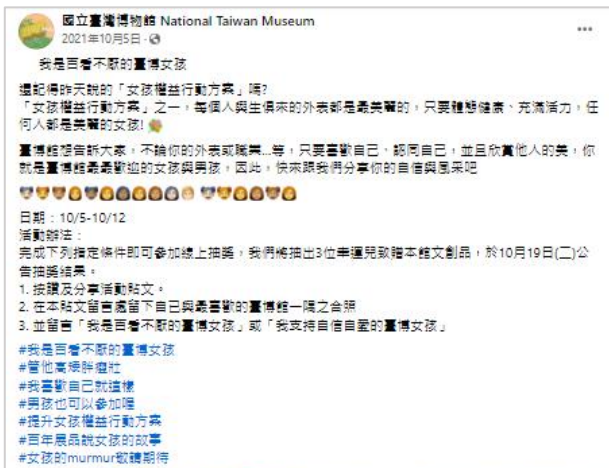 國立臺灣博物館 National Taiwan Museum
2021年10月5日
我是百看不厭的臺博女孩
還記得昨天說的「女孩權益行動方案」嗎?
「女孩權益行動方案」之一，每個人與生俱來的外表都是最美麗的，只要體態健康、充滿活力，任
何人都是美麗的女孩!
臺博館想告訴大家，不論你的外表或職業...等，只要喜歡自己、認同自己，並且欣賞他人的美，你
就是臺博館最最歡迎的女孩與男孩，因此，快來跟我們分享你的自信與風采吧
日期：10/5-10/12
活動辦法：
完成下列指定條件即可參加線上抽獎，我們將抽出3位幸運兒致贈本館文創品，於10月19日(二)公
告抽獎結果。
1. 按讚及分享活動貼文。
2. 在本貼文留言處留下自己與最喜歡的臺博館一隅之合照
3. 並留言「我是百看不厭的臺博女孩」或「我支持自信自愛的臺博女孩」
#我是百看不厭的臺博女孩
#管他高矮胖瘦壯
#我喜歡自己就這樣
#男孩也可以參加喔
#提升女孩權益行動方案
#百年展品說女孩的故事
#女孩的murmur敬請期待